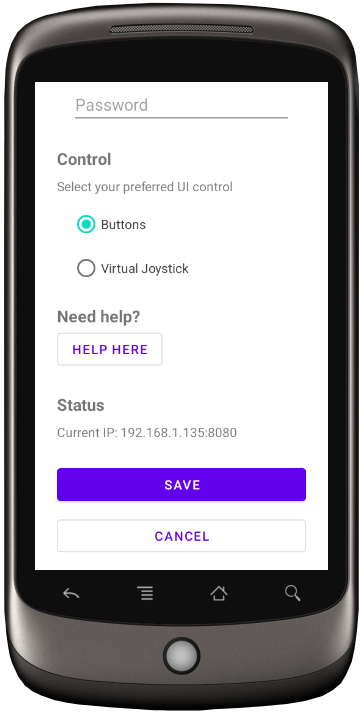 Password
Control
Select your preferred UI control
Buttons
Virtual Joystick
Need help?
HELP HERE
Status
Current IP: 192.168.1.135:8080
SAVE
CANCEL